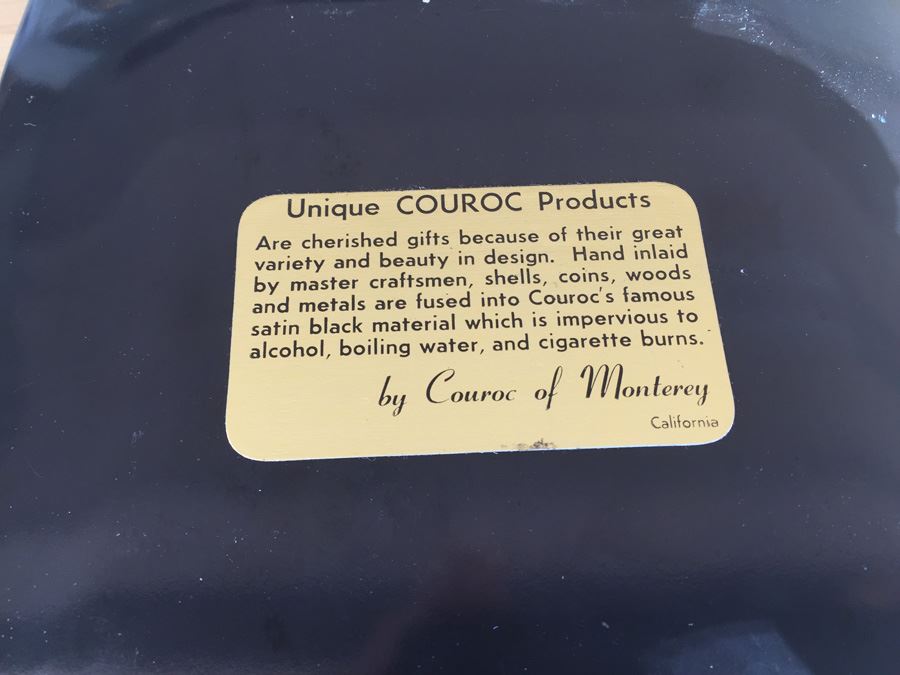 Unique COUROC Products
Are cherished gifts because of their great
variety and beauty in design. Hand inlaid
by master craftsmen, shells, coins, woods
and metals are fused into Couroc's famous
satin black material which is impervious to
alcohol, boiling water, and cigarette burns.
by Couroc of Monterey
California